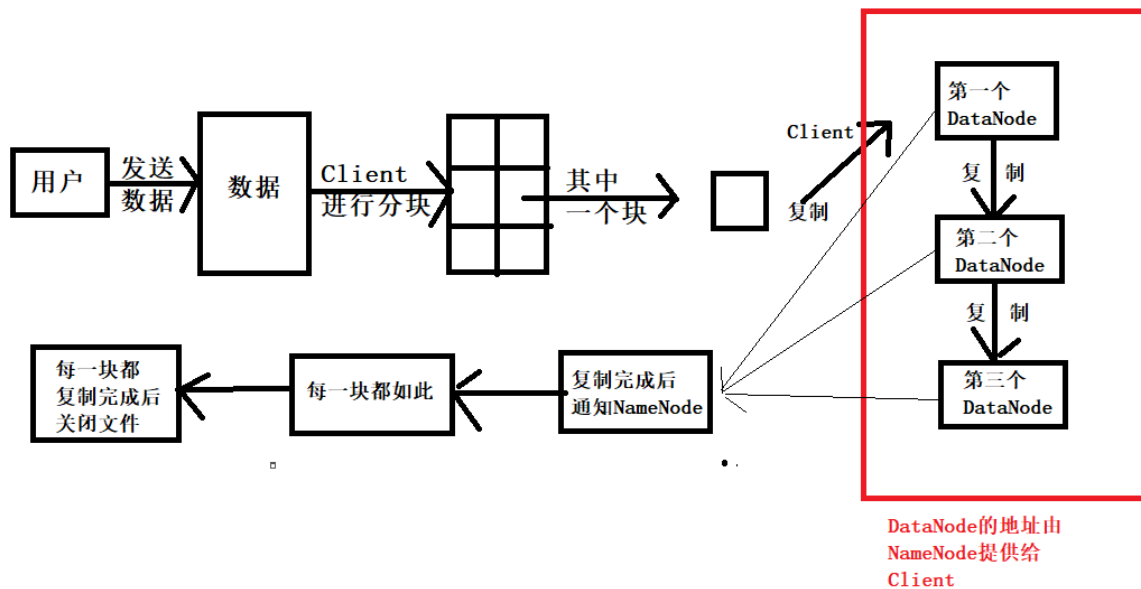 用户
发送
数据
数据
Client
进行分块
其中
一个块
Client
复制
第一个
DataNode
复 制
第二个
DataNode
复 制
第三个
DataNode
复制完成后
通知NameNode
每一块都如此
每一块都
复制完成后
关闭文件
DataNode的地址由
NameNode提供给
Client